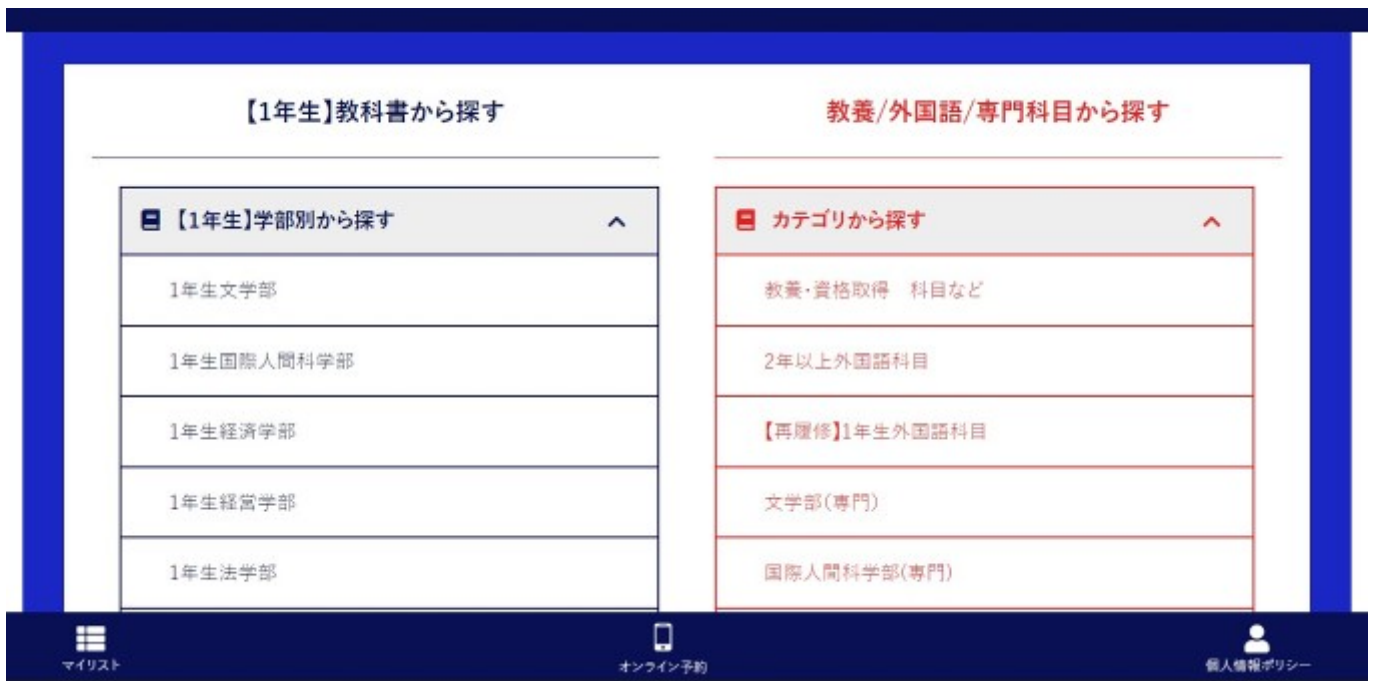 【1年生】教科書から探す
【1年生】学部別から探す
1年生文学部
1年生国際人間科学部
1年生経済学部
1年生経営学部
1年生法学部
教養/外国語/専門科目から探す
カテゴリから探す
教養・資格取得　科目など
2年以上外国語科目
【再履修】1年生外国語科目
文学部(専門)
国際人間科学部(専門)
マイリスト
オンライン予約
個人情報ポリシー